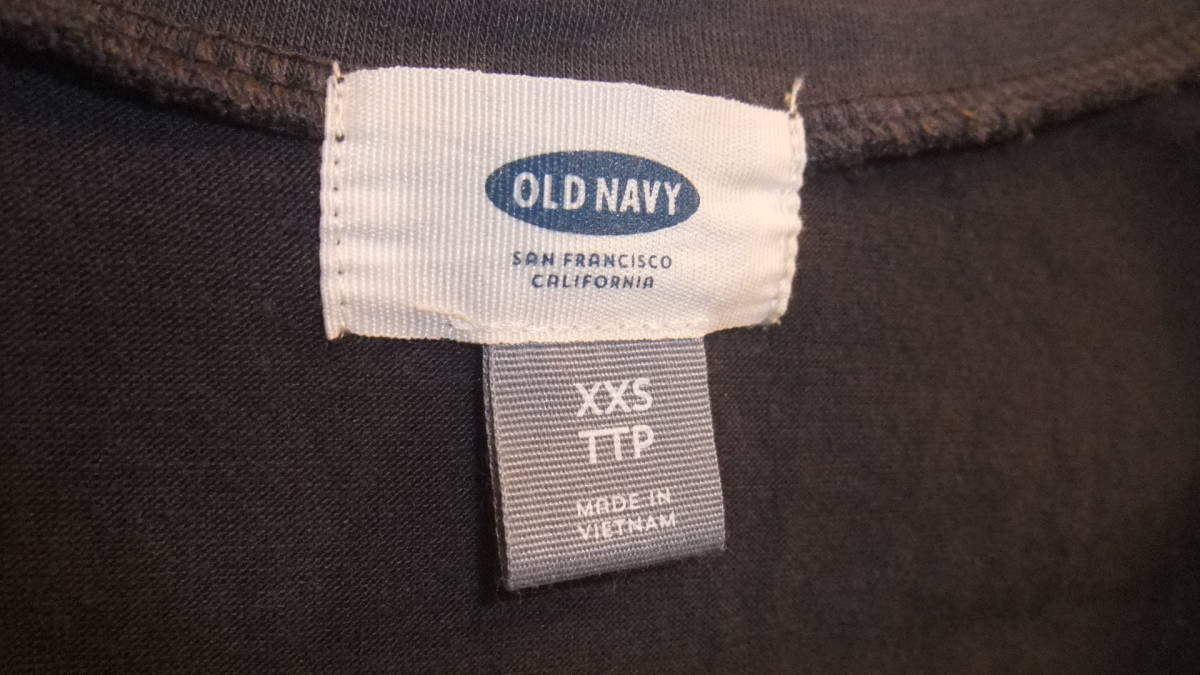 OLD NAVY
SAN FRANCISCO
CALIFORNIA
XXS
TTP
MADE IN
VIETNAM